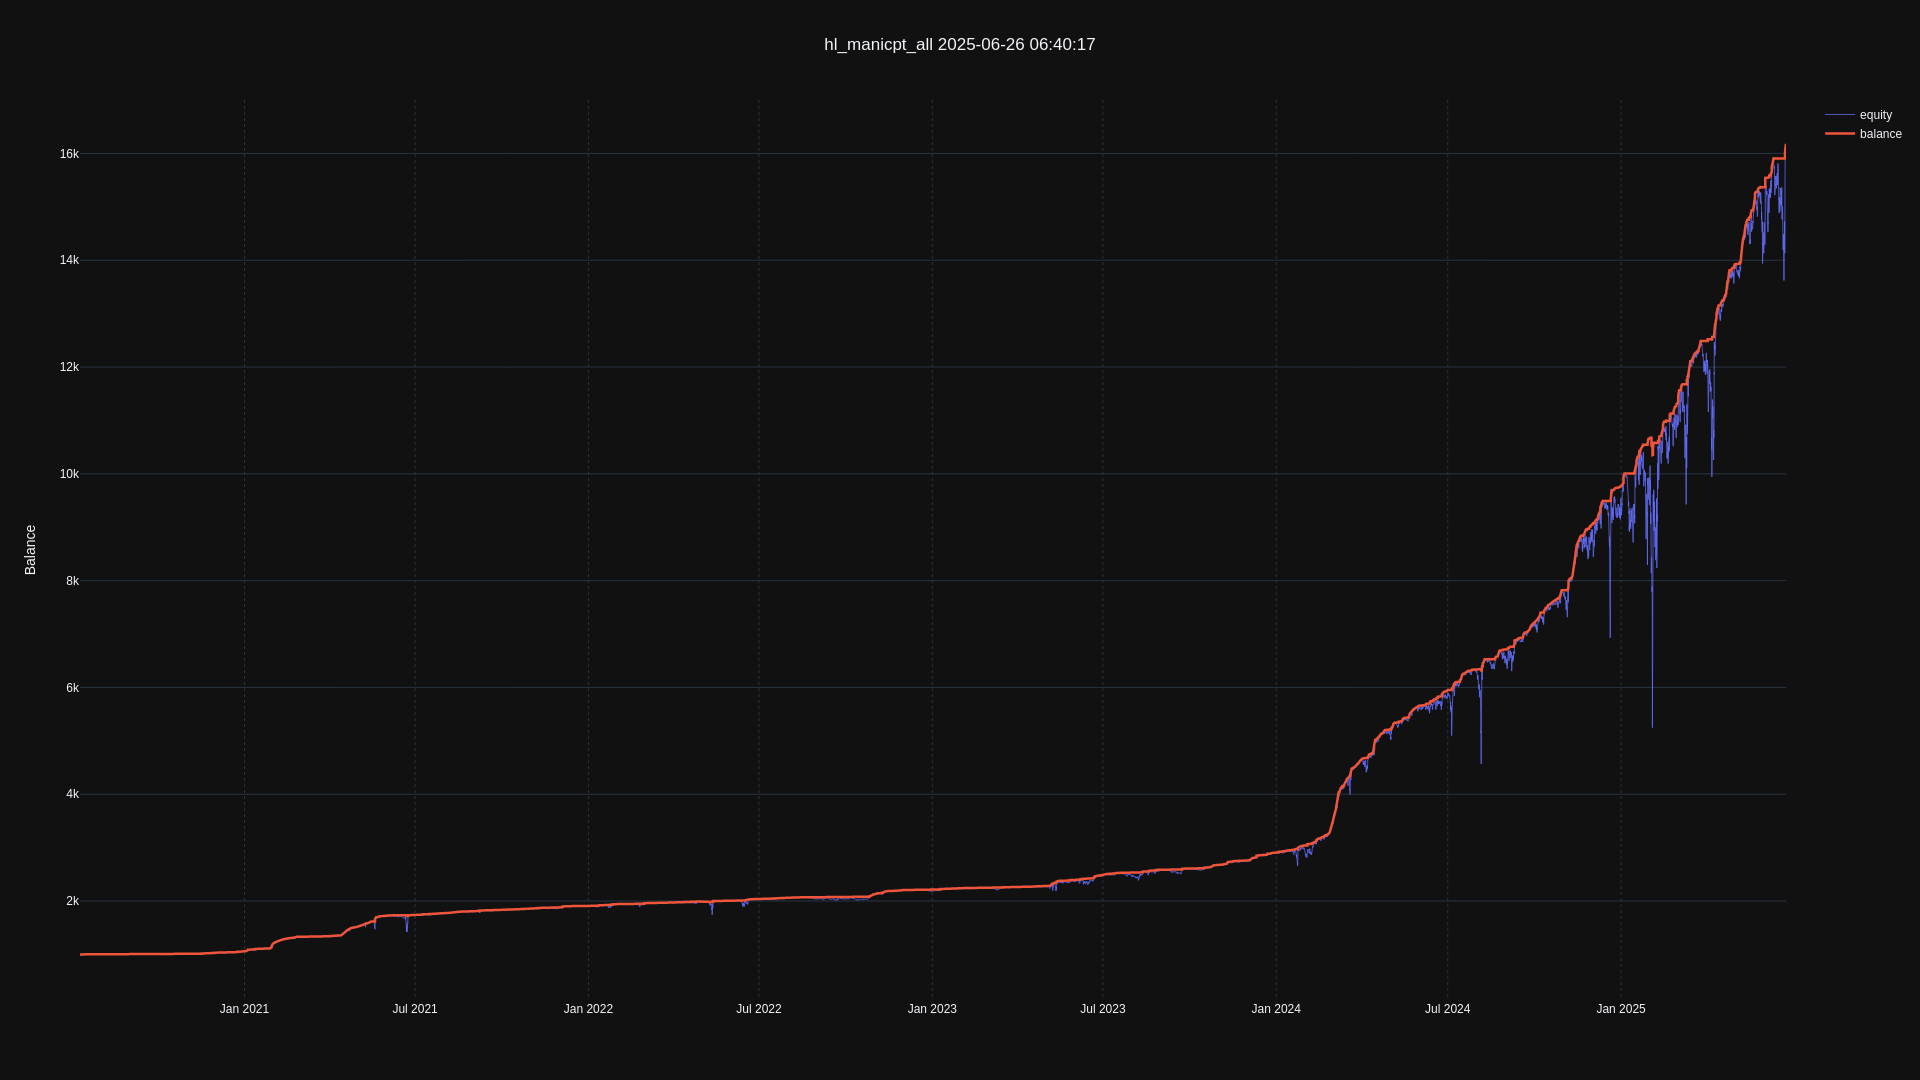 hl_manicpt_all 2025-06-26 06:40:17
equity
balance
16k
14k
12k
10k
8k
6k
4k
2k
Balance
Jan 2021
Jul 2021
Jan 2022
Jul 2022
Jan 2023
Jul 2023
Jan 2024
Jul 2024
Jan 2025